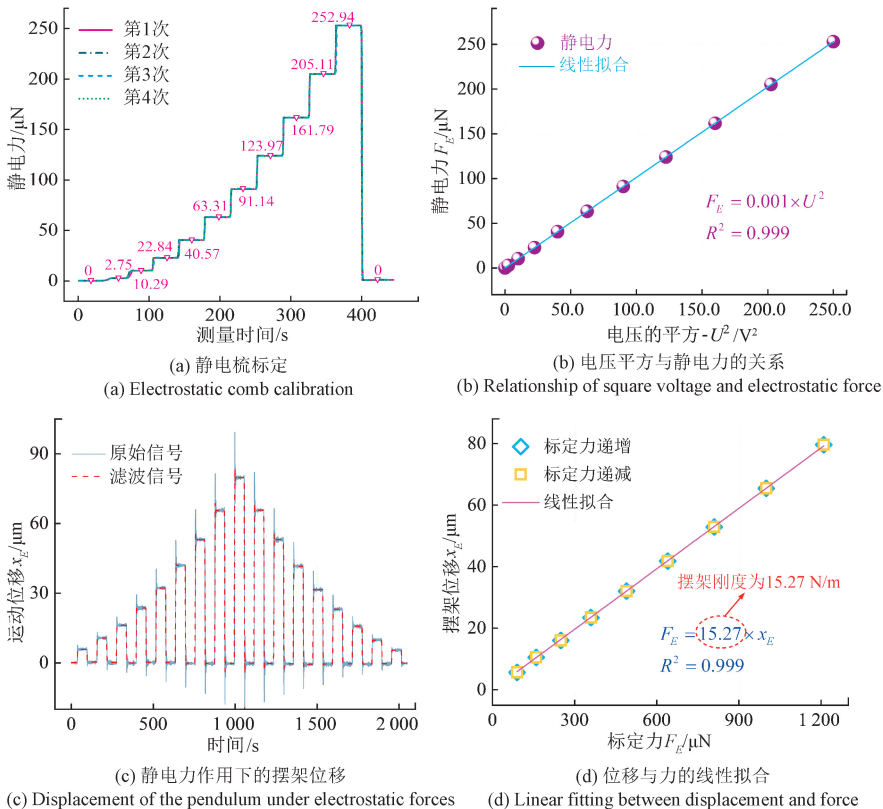 第1次
第2次
第3次
第4次
252.94
205.11
161.79
123.97
91.14
63.31
40.57
22.84
10.29
2.75
0
0
静电力/μN
250
200
150
100
50
0
0 100 200 300 400
测量时间/s
(a) 静电梳标定
(a) Electrostatic comb calibration
静电力
线性拟合
静电力F_E/μN
250
200
150
100
50
0
F_E = 0.001×U²
R² = 0.999
0 50.0 100.0 150.0 200.0 250.0
电压的平方-U²/V²
(b) 电压平方与静电力的关系
(b) Relationship of square voltage and electrostatic force
原始信号
滤波信号
运动位移x_E/μm
90
60
30
0
0 500 1 000 1 500 2 000
时间/s
(c) 静电力作用下的摆架位移
(c) Displacement of the pendulum under electrostatic forces
标定力递增
标定力递减
线性拟合
摆架位移x_E/μm
80
60
40
20
0
摆架刚度为15.27 N/m
F_E = 15.27×x_E
R² = 0.999
0 300 600 900 1 200
标定力F_E/μN
(d) 位移与力的线性拟合
(d) Linear fitting between displacement and force